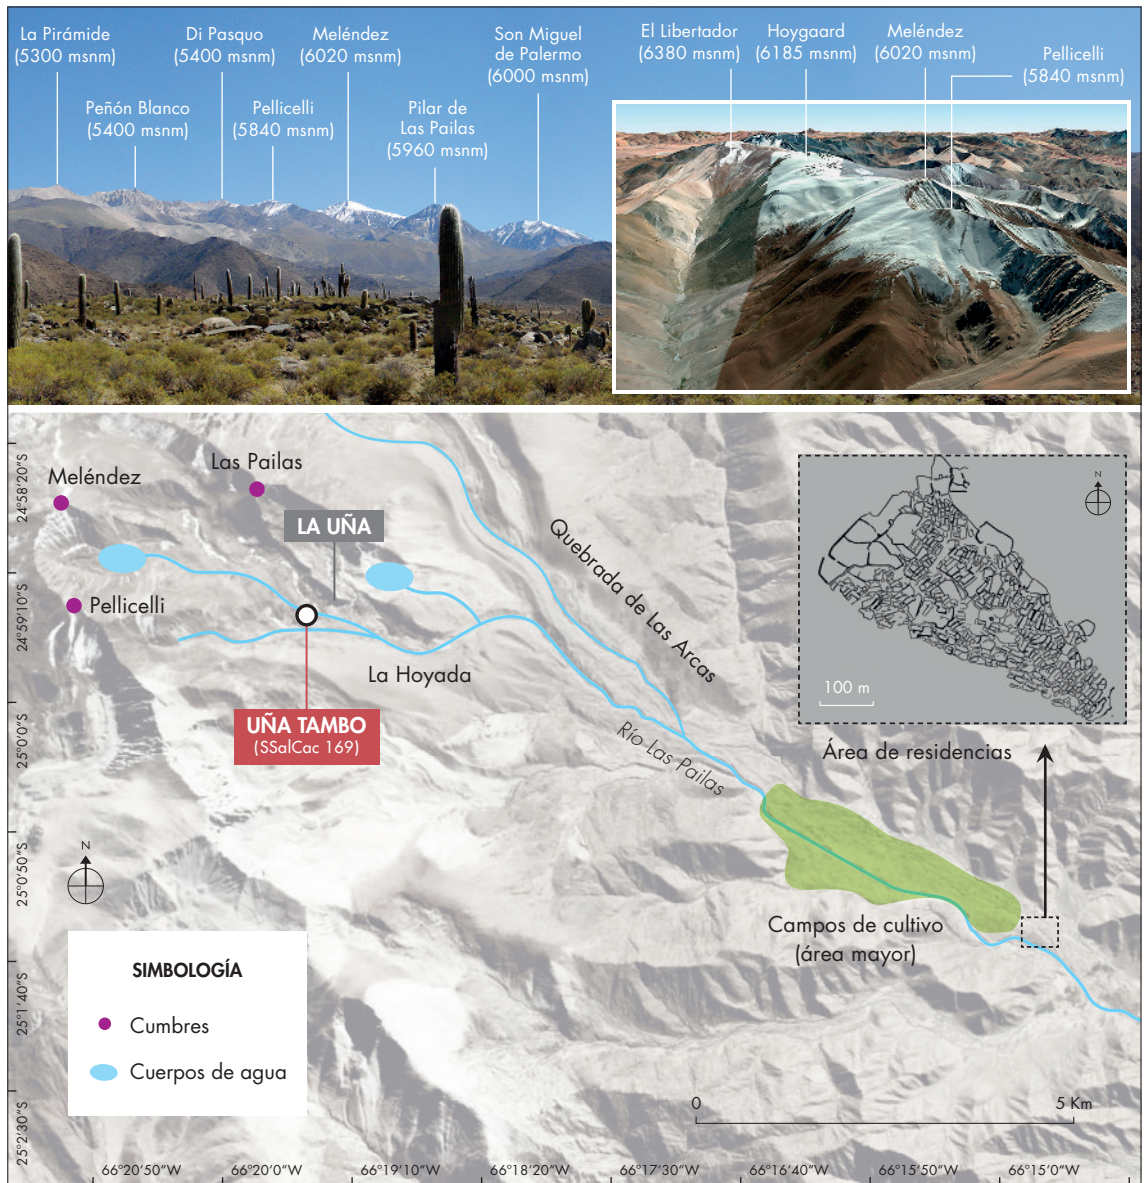 La Pirámide
(5300 msnm)
Di Pasquo
(5400 msnm)
Meléndez
(6020 msnm)
Son Miguel
de Palermo
(6000 msnm)
Peñón Blanco
(5400 msnm)
Pellicelli
(5840 msnm)
Pilar de
Las Pailas
(5960 msnm)
El Libertador
(6380 msnm)
Hoygaard
(6185 msnm)
Meléndez
(6020 msnm)
Pellicelli
(5840 msnm)
Meléndez
Las Pailas
LA UÑA
Pellicelli
Quebrada de Las Arcas
La Hoyada
UÑA TAMBO
(SSalCac 169)
Río Las Pailas
N
100 m
Área de residencias
Campos de cultivo
(área mayor)
N
SIMBOLOGÍA
Cumbres
Cuerpos de agua
0
5 Km
24°58'20"S
24°59'10"S
25°0'0"S
25°0'50"S
25°1'40"S
25°2'30"S
66°20'50"W
66°20'0"W
66°19'10"W
66°18'20"W
66°17'30"W
66°16'40"W
66°15'50"W
66°15'0"W